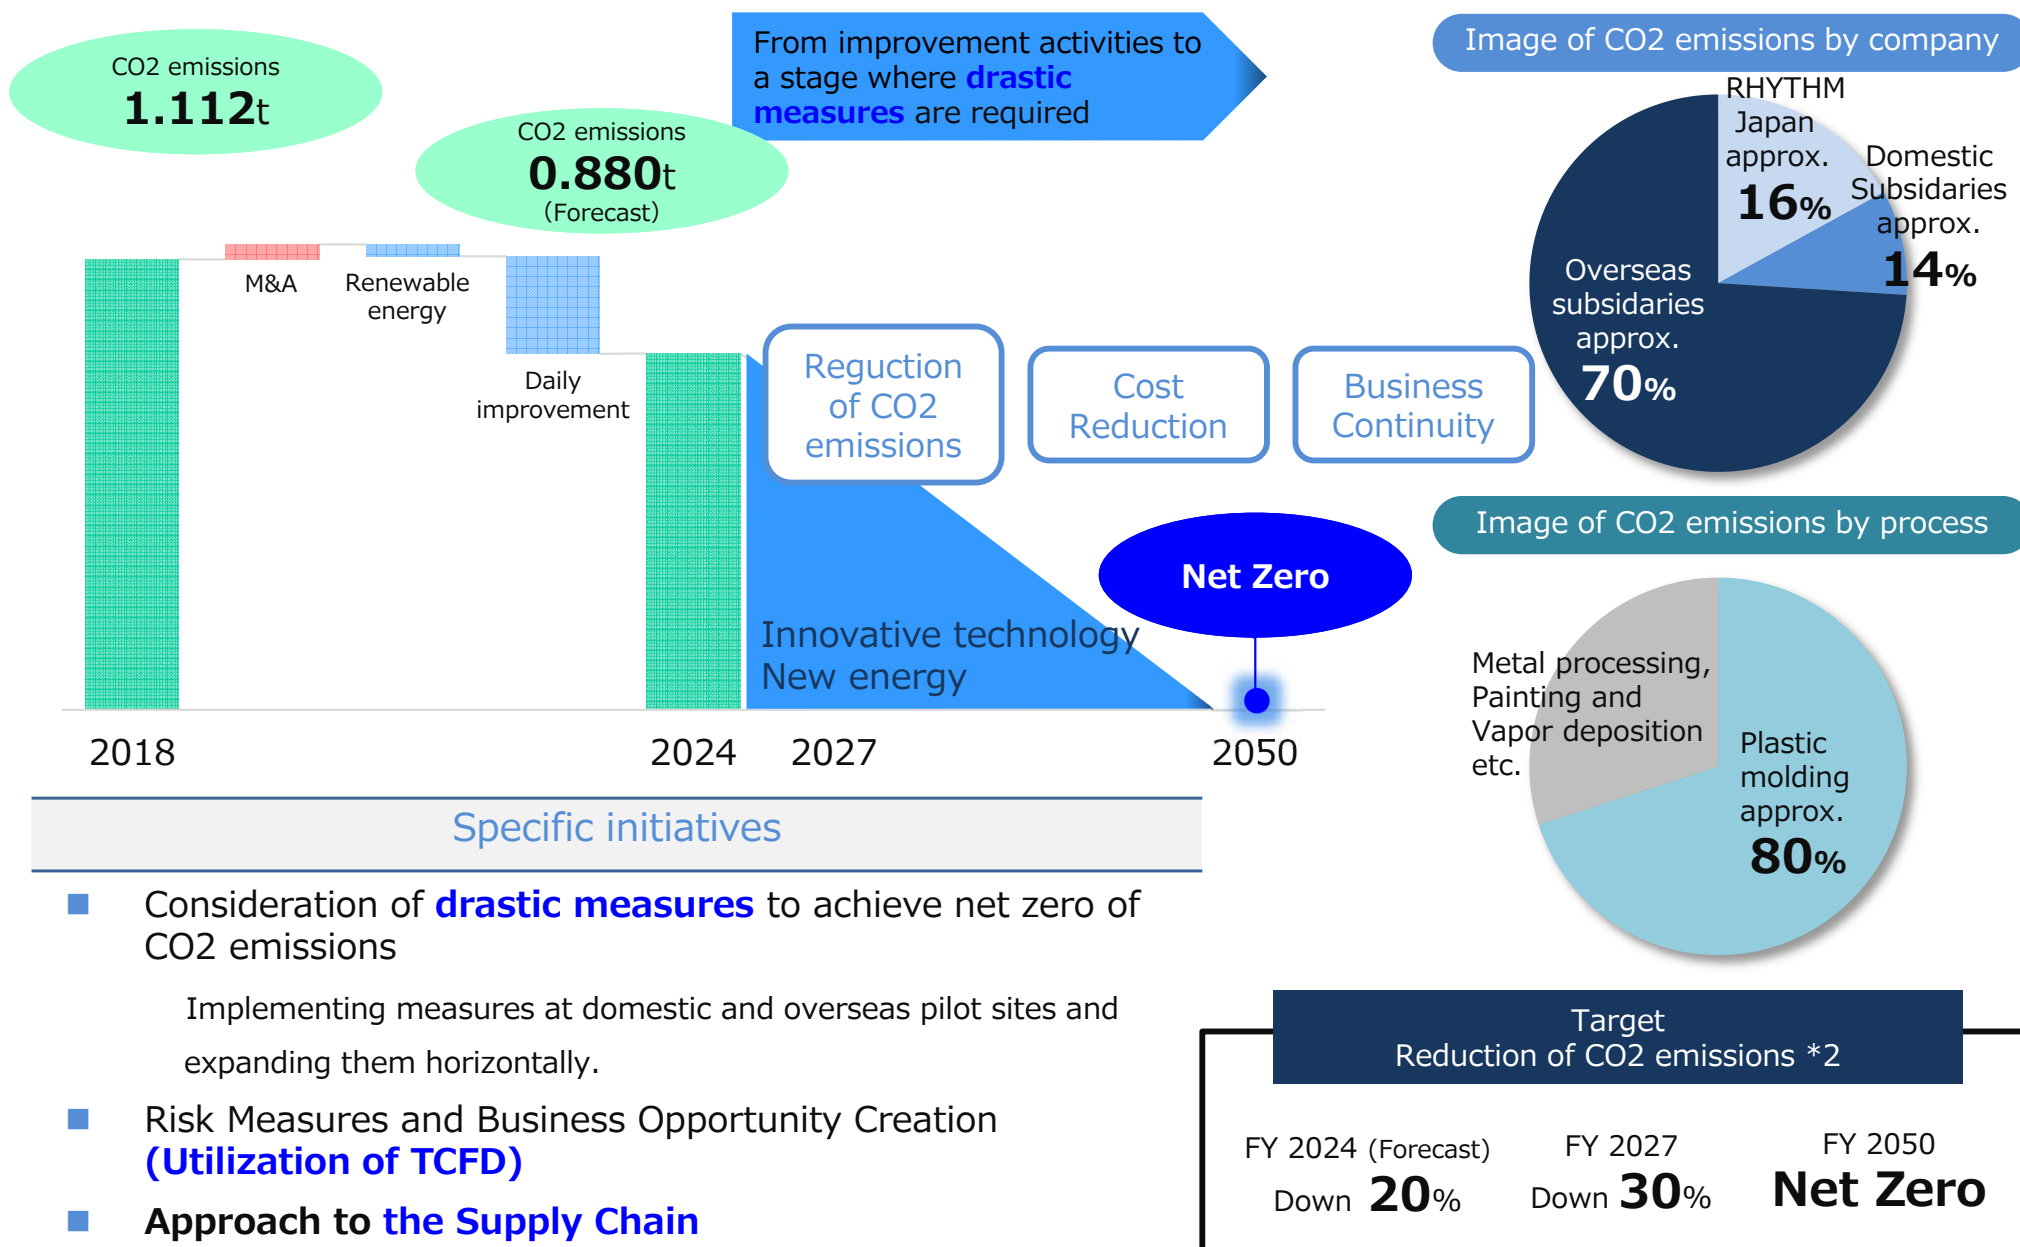 CO2 emissions
1.112t
CO2 emissions
0.880t
(Forecast)
From improvement activities to
a stage where drastic
measures are required
M&A
Renewable
energy
Daily
improvement
Reguction
of CO2
emissions
Cost
Reduction
Business
Continuity
Net Zero
Innovative technology
New energy
2018
2024
2027
2050
Image of CO2 emissions by company
RHYTHM
Japan
approx.
16%
Domestic
Subsidaries
approx.
14%
Overseas
subsidaries
approx.
70%
Image of CO2 emissions by process
Metal processing,
Painting and
Vapor deposition
etc.
Plastic
molding
approx.
80%
Specific initiatives
■ Consideration of drastic measures to achieve net zero of
CO2 emissions
Implementing measures at domestic and overseas pilot sites and
expanding them horizontally.
■ Risk Measures and Business Opportunity Creation
(Utilization of TCFD)
■ Approach to the Supply Chain
Target
Reduction of CO2 emissions *2
FY 2024 (Forecast)
Down 20%
FY 2027
Down 30%
FY 2050
Net Zero